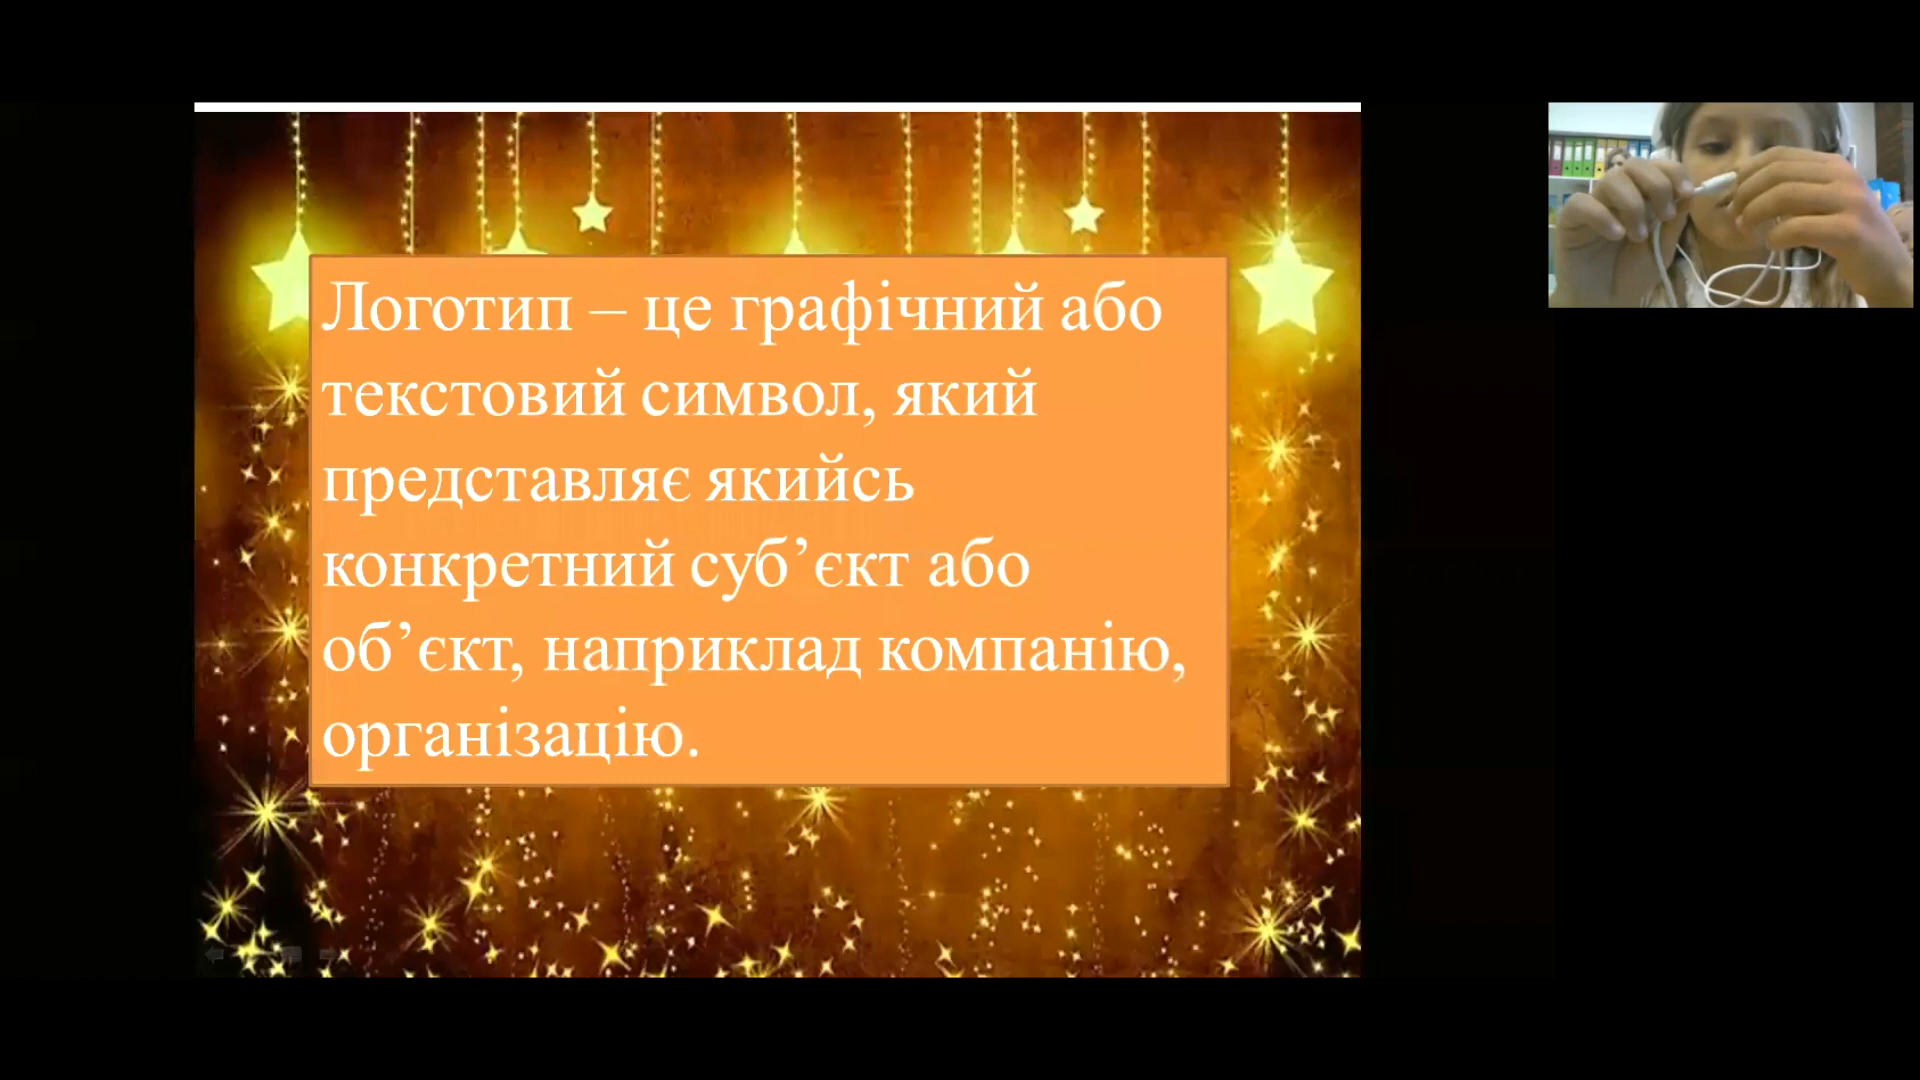 Логотип – це графічний або
текстовий символ, який
представляє якийсь
конкретний суб’єкт або
об’єкт, наприклад компанію,
організацію.